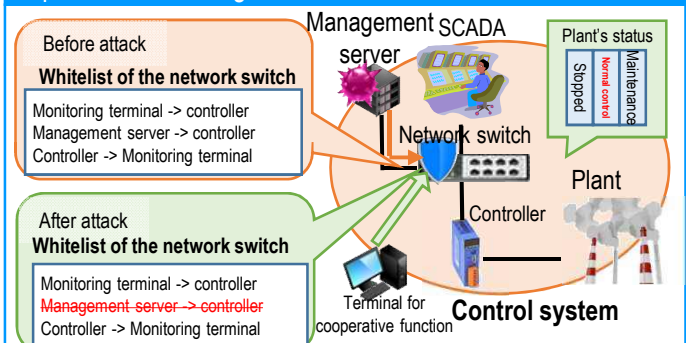 Before attack
Whitelist of the network switch
Monitoring terminal -> controller
Management server -> controller
Controller -> Monitoring terminal
After attack
Whitelist of the network switch
Monitoring terminal -> controller
Management server -> controller
Controller -> Monitoring terminal
Management
server
SCADA
Network switch
Controller
Plant
Terminal for
cooperative function
Control system
Plant's status
Stopped
Normal control
Maintenance